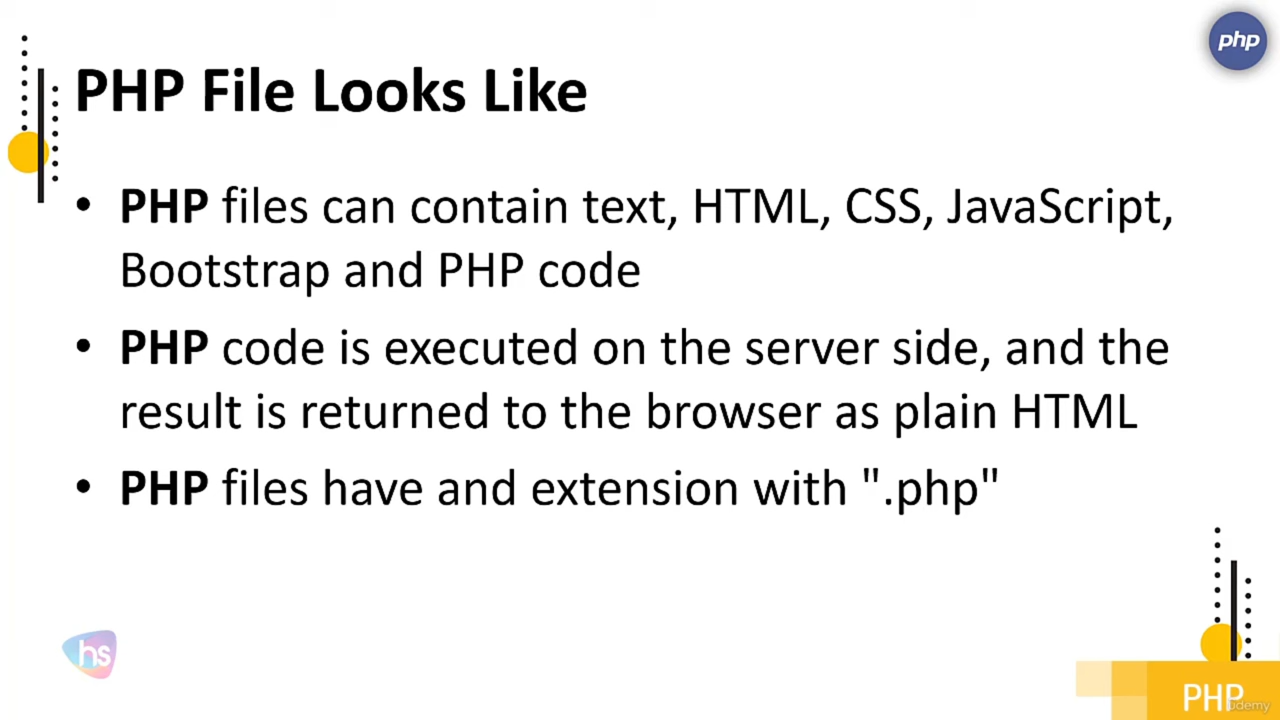 php
PHP File Looks Like
• PHP files can contain text, HTML, CSS, JavaScript,
Bootstrap and PHP code
• PHP code is executed on the server side, and the
result is returned to the browser as plain HTML
• PHP files have and extension with ".php"
hs
PHP
Udemy